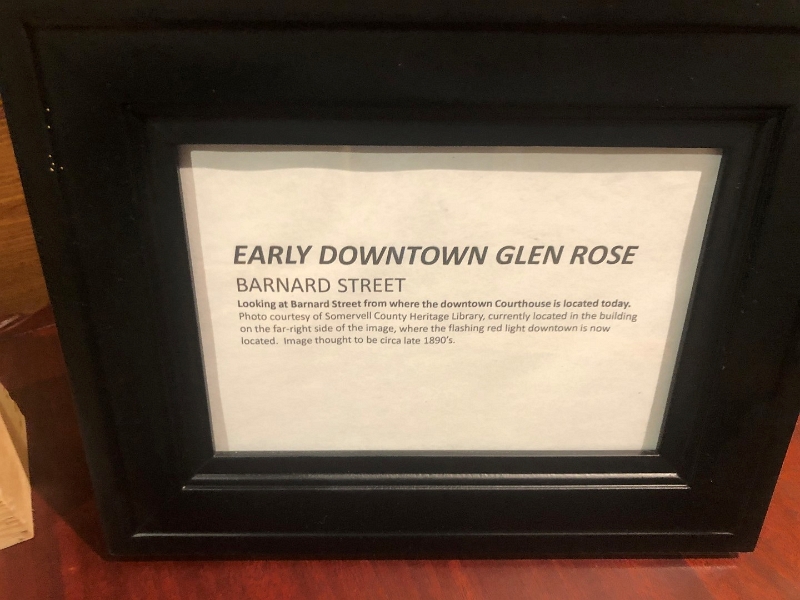 EARLY DOWNTOWN GLEN ROSE
BARNARD STREET
Looking at Barnard Street from where the downtown Courthouse is located today.
Photo courtesy of Somervell County Heritage Library, currently located in the building
on the far-right side of the image, where the flashing red light downtown is now
located. Image thought to be circa late 1890's.